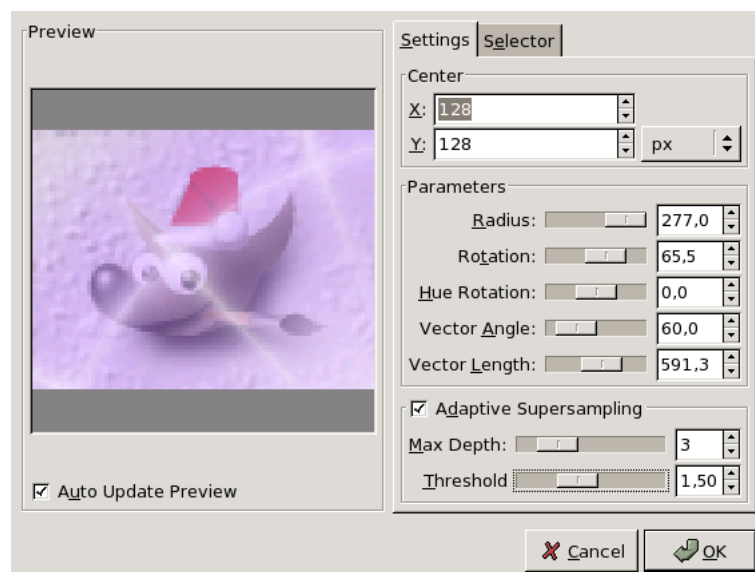 Preview
Auto Update Preview
Settings
Selector
Center
X: 128
Y: 128
px
Parameters
Radius: 277,0
Rotation: 65,5
Hue Rotation: 0,0
Vector Angle: 60,0
Vector Length: 591,3
Adaptive Supersampling
Max Depth: 3
Threshold 1,50
Cancel
OK